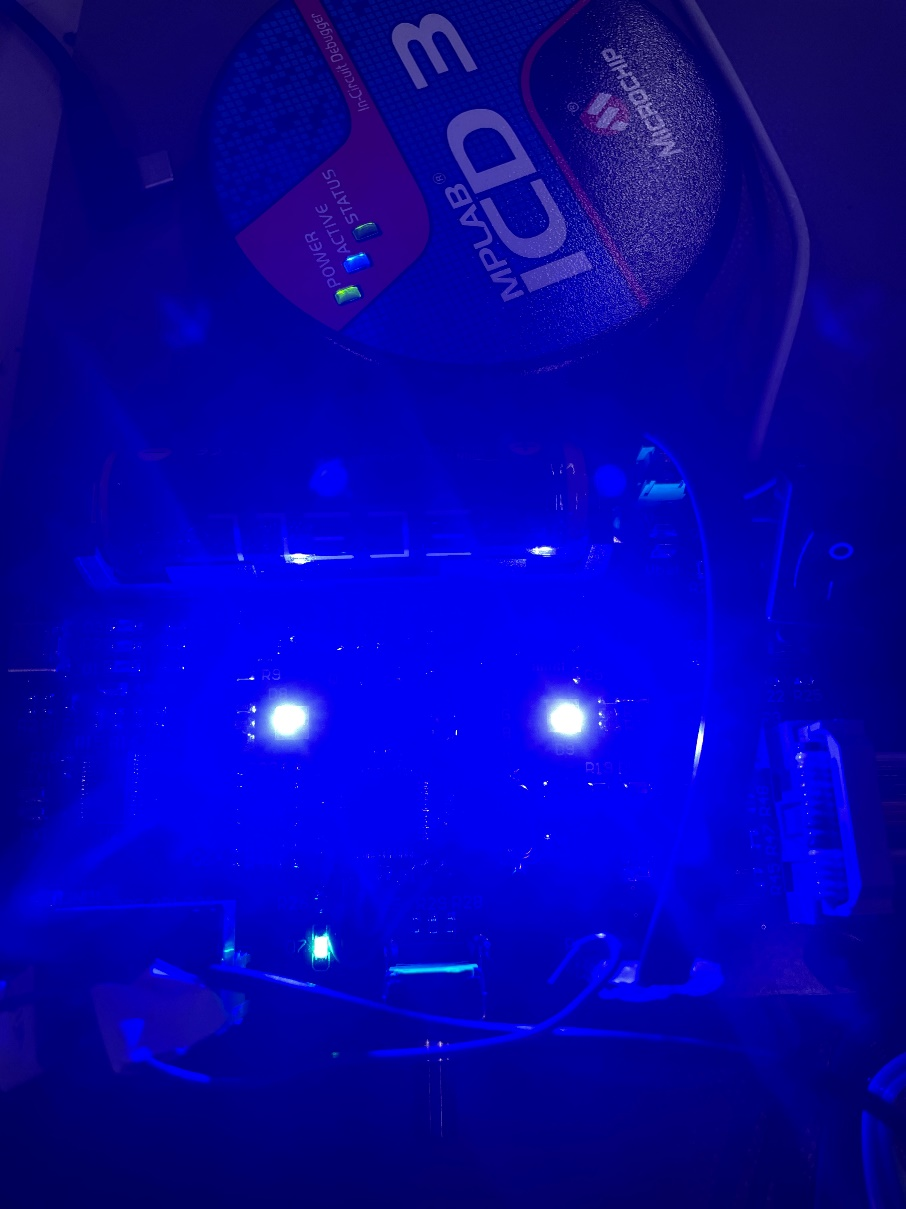 In-Circuit Debugger
MPLAB®
ICD 3
MICROCHIP
®
POWER
ACTIVE
STATUS
R9